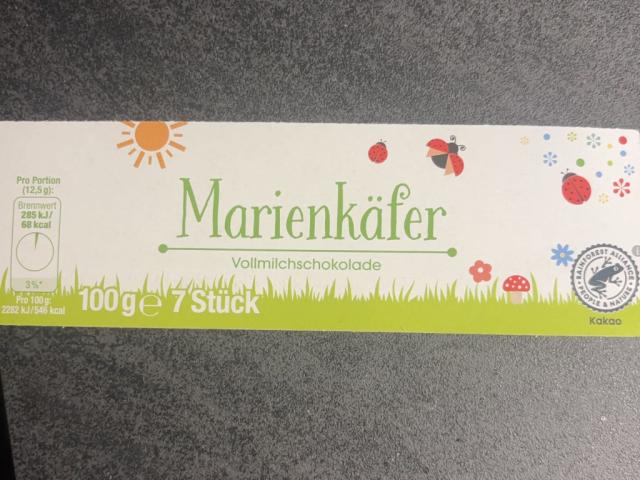 Pro Portion
(12,5 g):
Brennwert
285 kJ/
68 kcal
3%*
Pro 100 g:
2282 kJ/546 kcal
Marienkäfer
Vollmilchschokolade
100g e 7 Stück
RAINFOREST ALLIANCE
PEOPLE & NATURE
Kakao